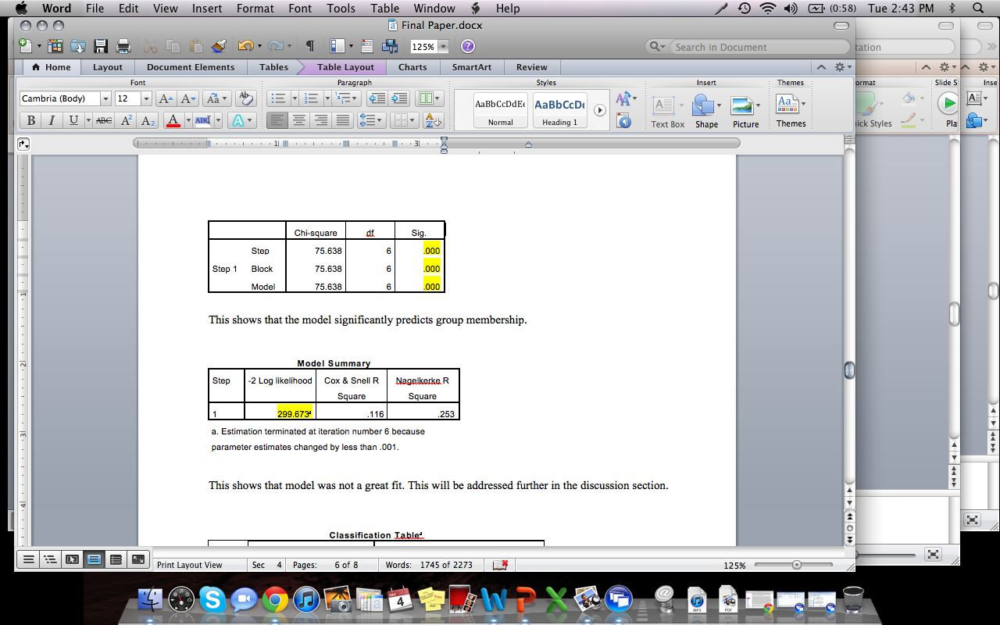 Word File Edit View Insert Format Font Tools Table Window Help (0:58) Tue 2:43 PM
Final Paper.docx
125% Search in Document
Home Layout Document Elements Tables Table Layout Charts SmartArt Review
Font Paragraph Styles Insert Themes
Cambria (Body) 12
AaBbCcDdEe AaBbCcDc
Normal Heading 1
Text Box Shape Picture Themes
Chi-square df Sig.
Step 75.638 6 .000
Step 1 Block 75.638 6 .000
Model 75.638 6 .000
This shows that the model significantly predicts group membership.
Model Summary
Step -2 Log likelihood Cox & Snell R Nagelkerke R
Square Square
1 299.673a .116 .253
a. Estimation terminated at iteration number 6 because
parameter estimates changed by less than .001.
This shows that model was not a great fit. This will be addressed further in the discussion section.
Classification Tablea
Print Layout View Sec 4 Pages: 6 of 8 Words: 1745 of 2273 125%